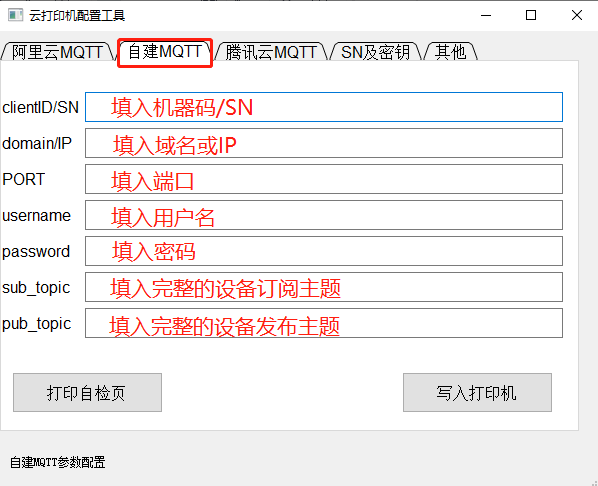 云打印机配置工具
阿里云MQTT 自建MQTT 腾讯云MQTT SN及密钥 其他
clientID/SN 填入机器码/SN
domain/IP 填入域名或IP
PORT 填入端口
username 填入用户名
password 填入密码
sub_topic 填入完整的设备订阅主题
pub_topic 填入完整的设备发布主题
打印自检页 写入打印机
自建MQTT参数配置